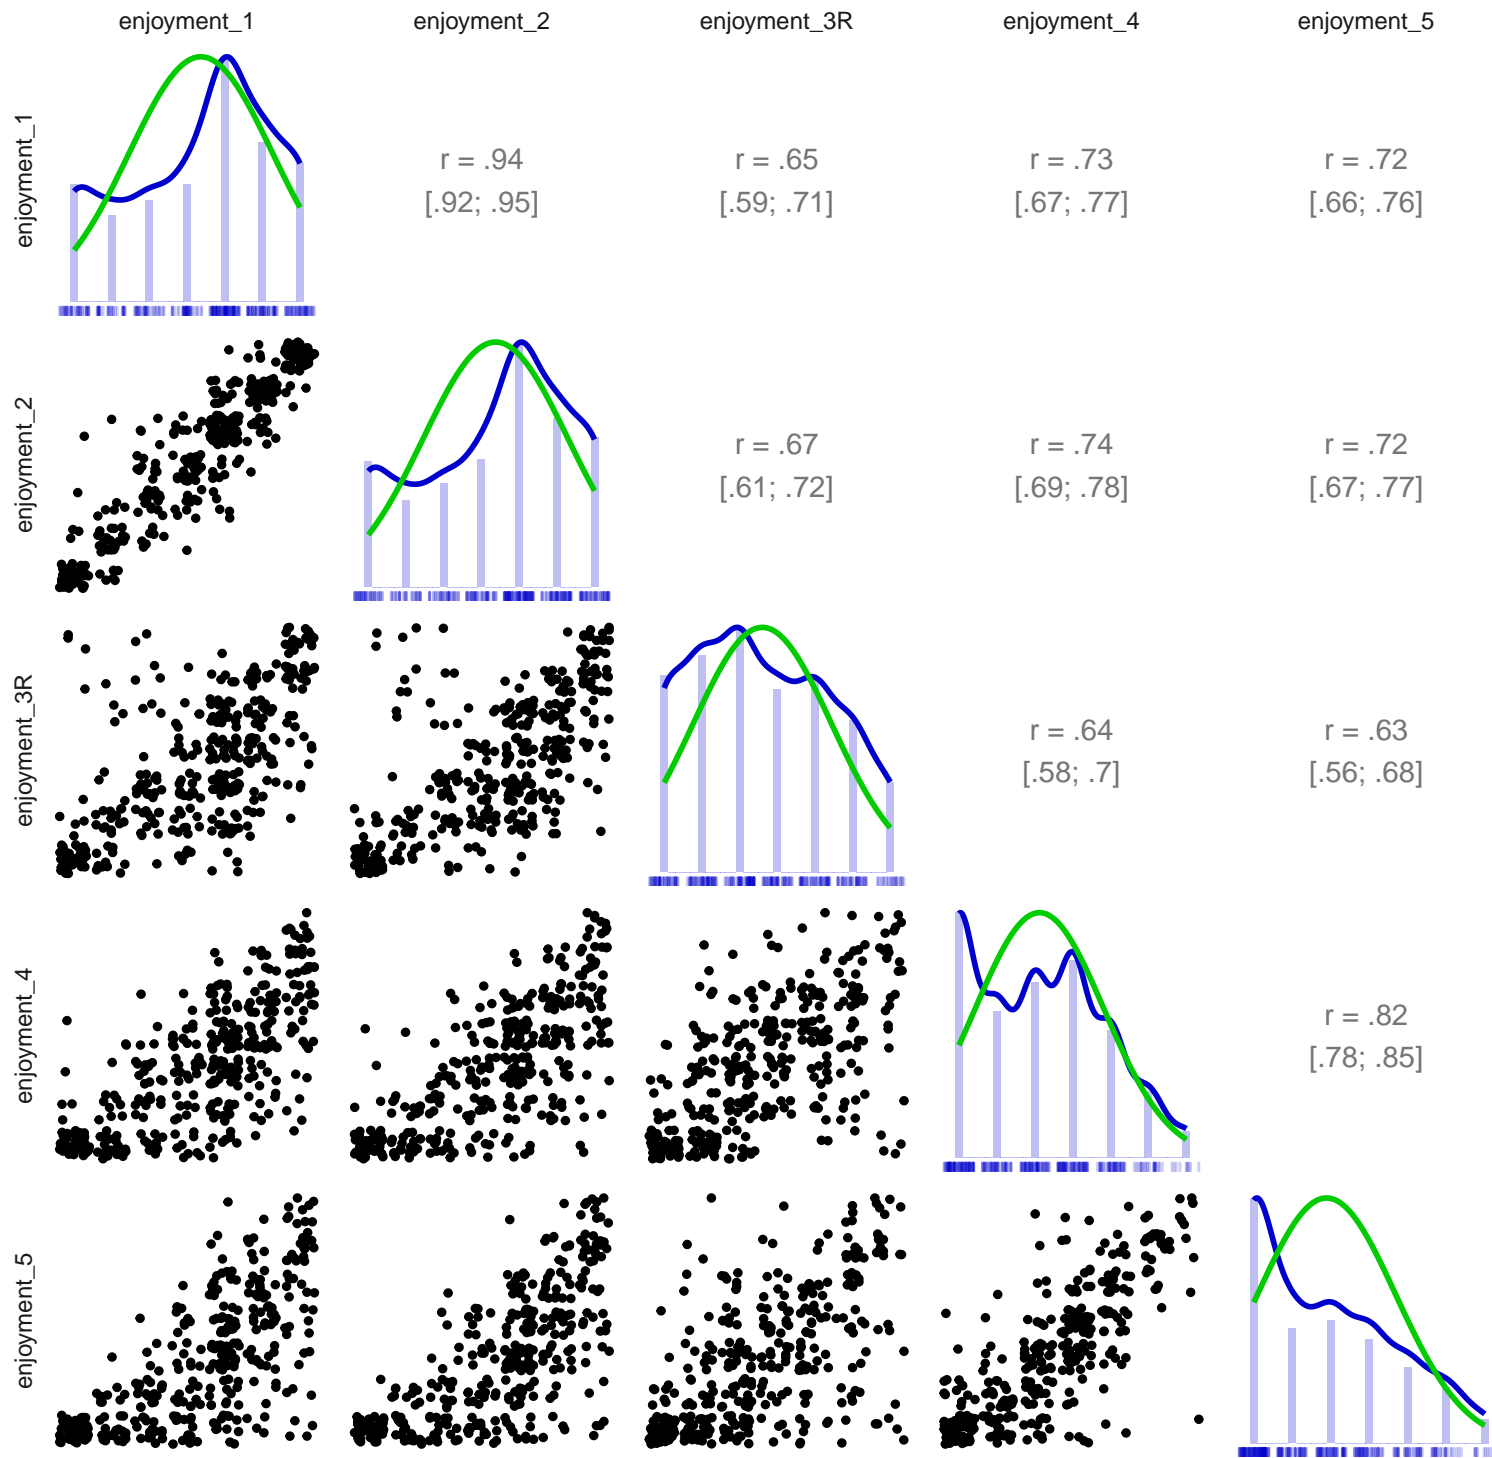 enjoyment_1
enjoyment_2
enjoyment_3R
enjoyment_4
enjoyment_5
enjoyment_1
r = .94
[.92; .95]
r = .65
[.59; .71]
r = .73
[.67; .77]
r = .72
[.66; .76]
enjoyment_2
r = .67
[.61; .72]
r = .74
[.69; .78]
r = .72
[.67; .77]
enjoyment_3R
r = .64
[.58; .7]
r = .63
[.56; .68]
enjoyment_4
r = .82
[.78; .85]
enjoyment_5